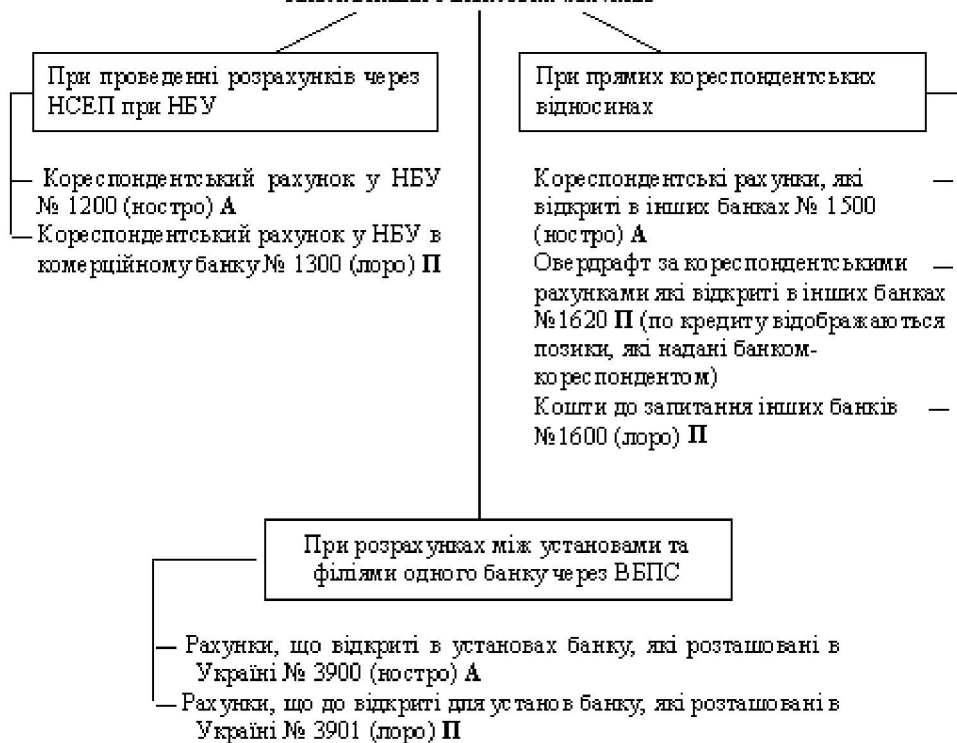 При проведенні розрахунків через
НСЕП при НБУ
Кореспондентський рахунок у НБУ
№ 1200 (ностро) А
Кореспондентський рахунок у НБУ в
комерційному банку № 1300 (лоро) П
При прямих кореспондентських
відносинах
Кореспондентські рахунки, які
відкриті в інших банках № 1500
(ностро) А
Овердрафт за кореспондентськими
рахунками які відкриті в інших банках
№1620 П (по кредиту відображаються
позики, які надані банком-
кореспондентом)
Кошти до запитання інших банків
№1600 (лоро) П
При розрахунках між установами та
філіями одного банку через ВБПС
Рахунки, що відкриті в установах банку, які розташовані в
Україні № 3900 (ностро) А
Рахунки, що до відкриті для установ банку, які розташовані в
Україні № 3901 (лоро) П